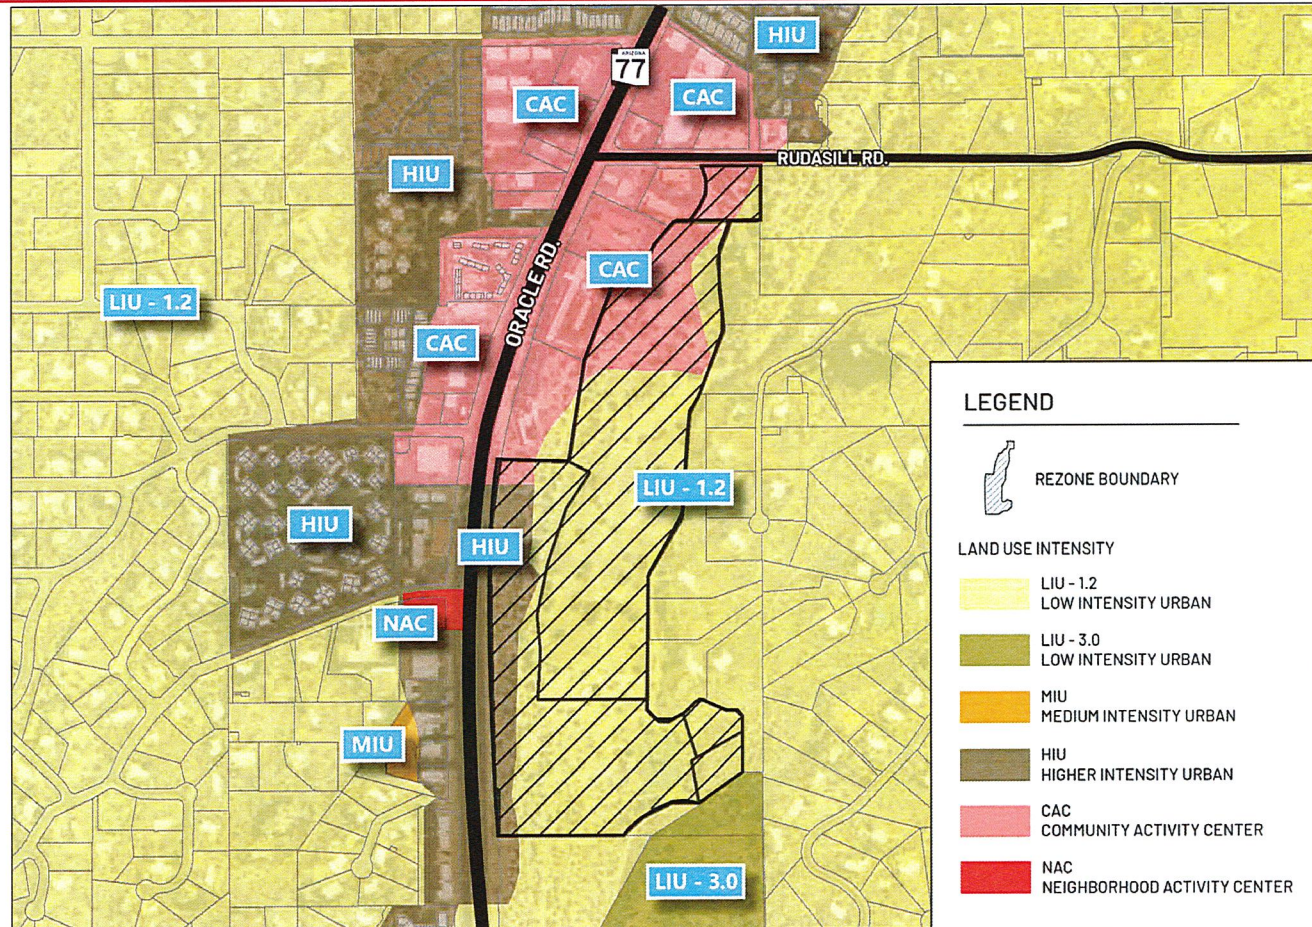 HIU
ARIZONA
77
CAC
CAC
RUDASILL RD.
HIU
CAC
ORACLE RD.
LIU - 1.2
CAC
LIU - 1.2
HIU
HIU
NAC
MIU
LIU - 3.0
LEGEND
REZONE BOUNDARY
LAND USE INTENSITY
LIU - 1.2
LOW INTENSITY URBAN
LIU - 3.0
LOW INTENSITY URBAN
MIU
MEDIUM INTENSITY URBAN
HIU
HIGHER INTENSITY URBAN
CAC
COMMUNITY ACTIVITY CENTER
NAC
NEIGHBORHOOD ACTIVITY CENTER